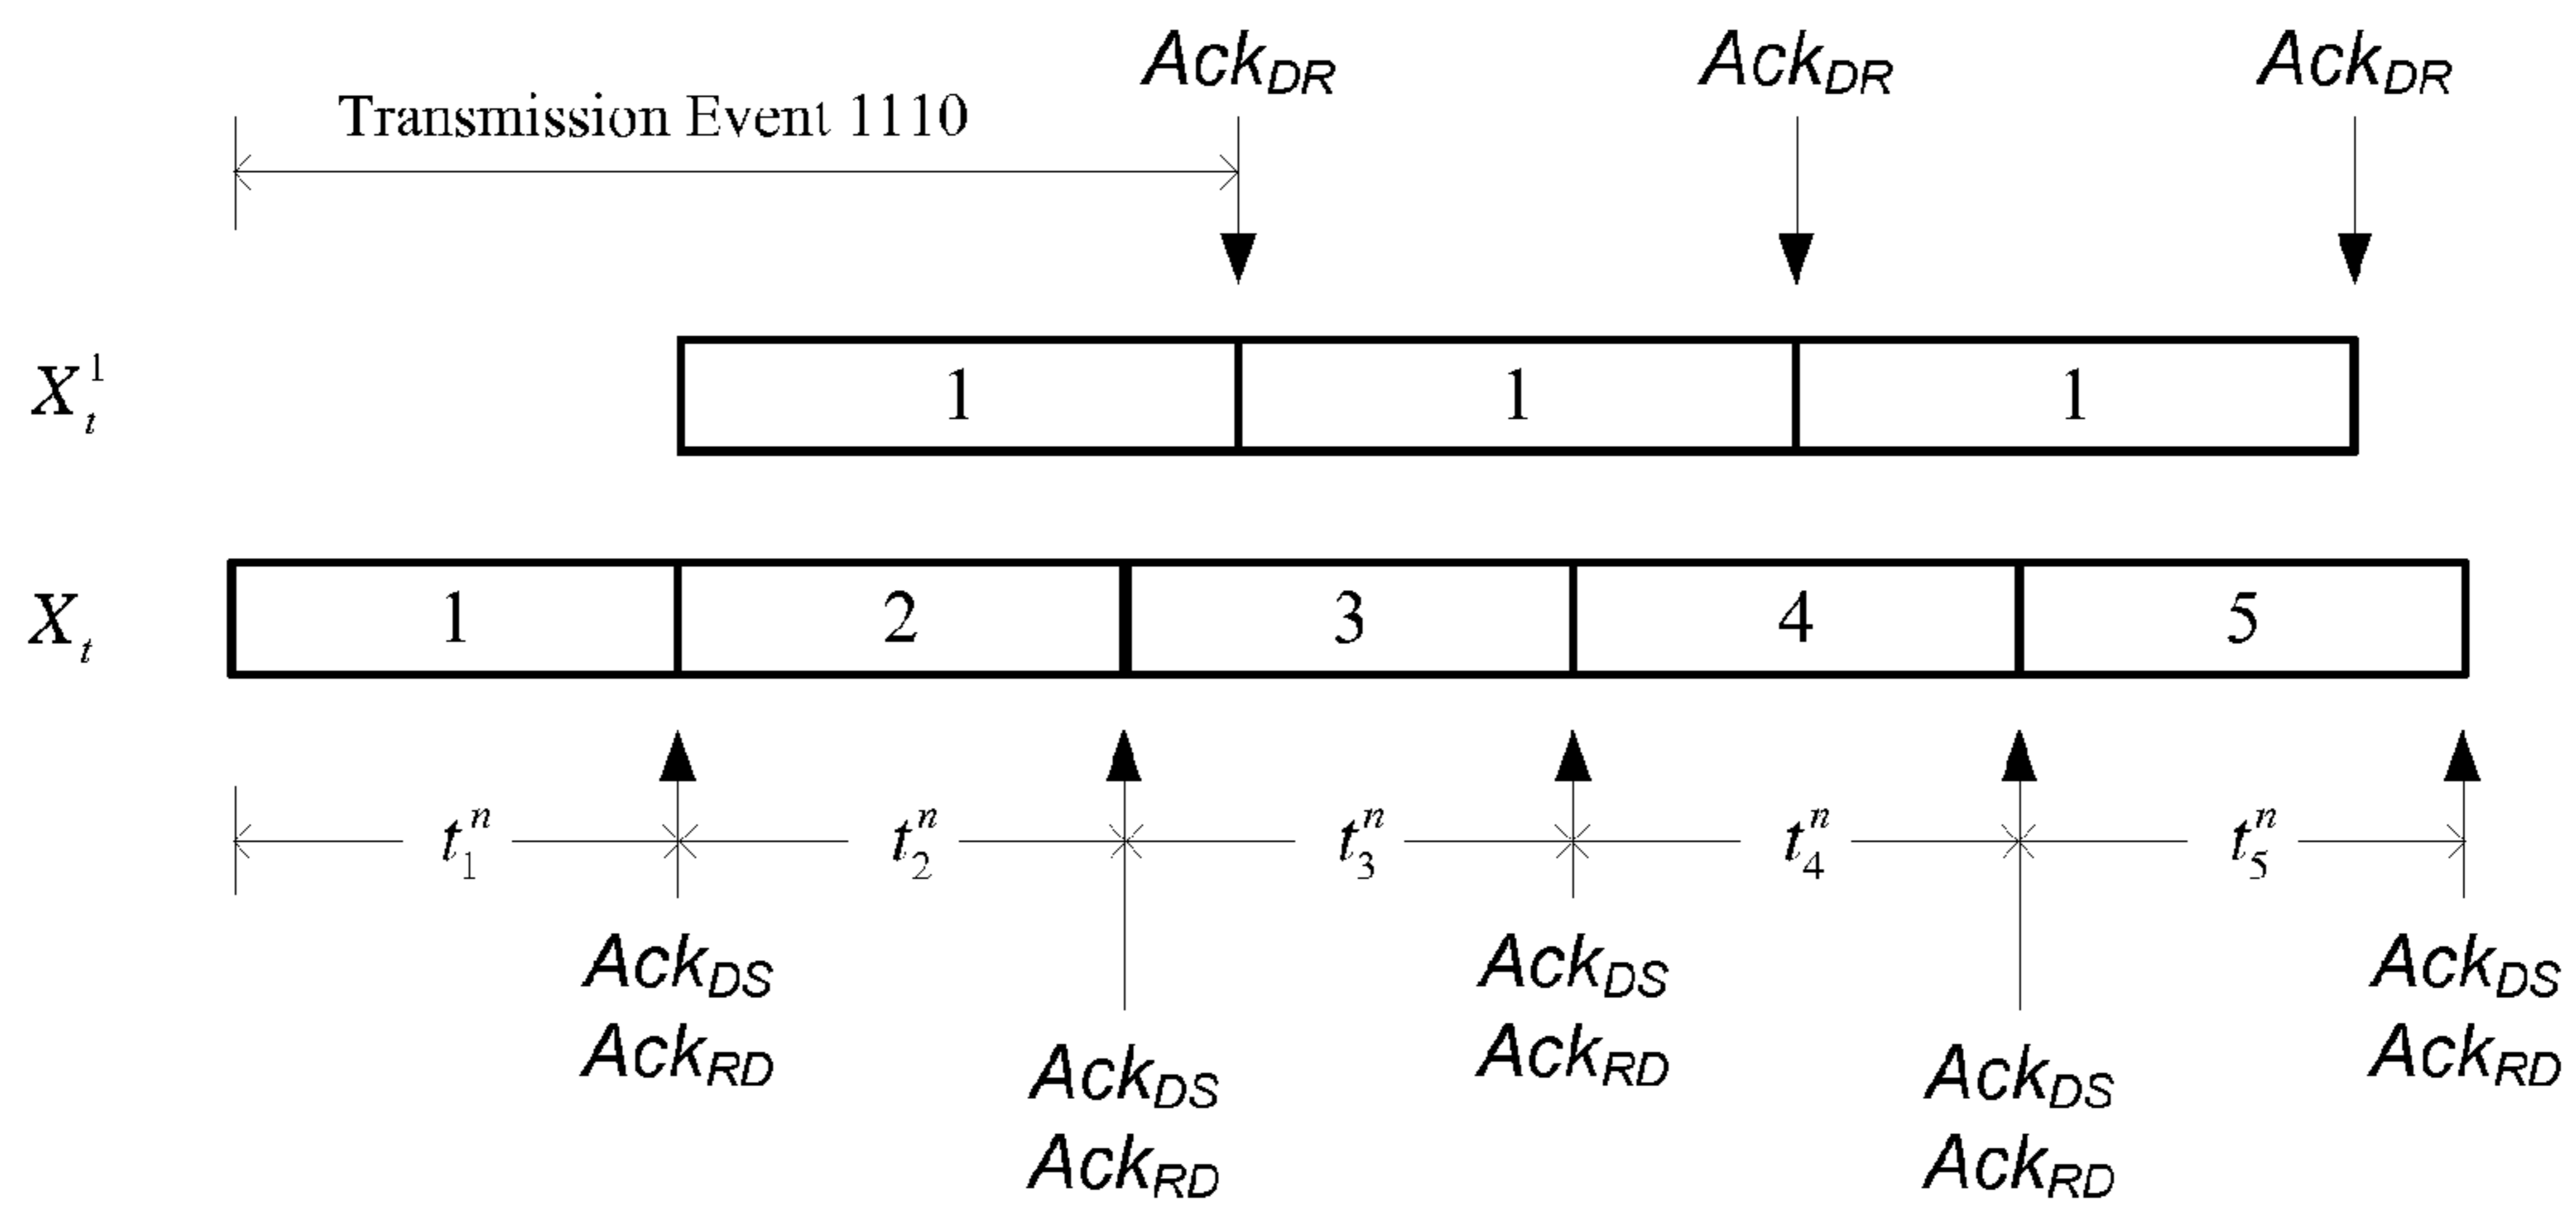 Ack_DR Ack_DR Ack_DR
Transmission Event 1110
X_t^1 1 1 1
X_t 1 2 3 4 5
t_1^n t_2^n t_3^n t_4^n t_5^n
Ack_DS Ack_DS Ack_DS
Ack_RD Ack_RD Ack_RD
Ack_DS Ack_DS
Ack_RD Ack_RD